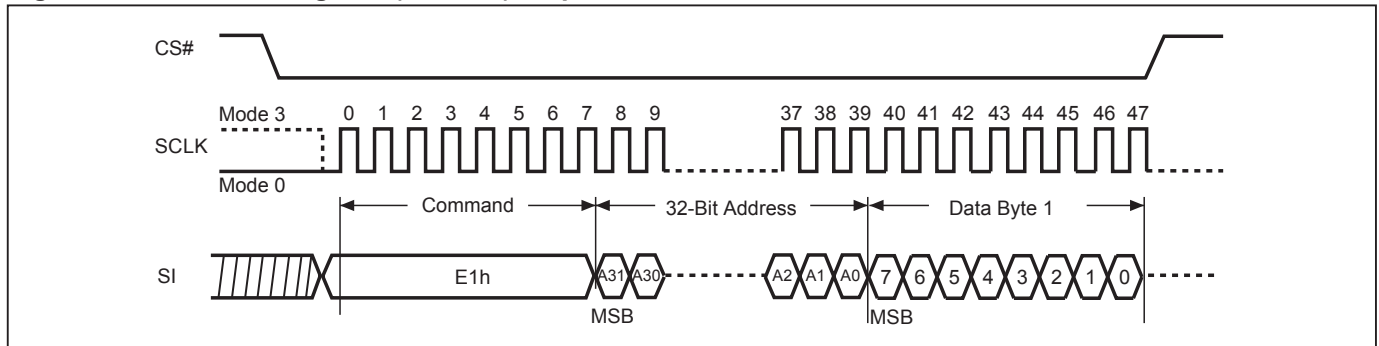 CS#
Mode 3 0 1 2 3 4 5 6 7 8 9 37 38 39 40 41 42 43 44 45 46 47
SCLK
Mode 0
Command 32-Bit Address Data Byte 1
SI E1h A31 A30 A2 A1 A0 7 6 5 4 3 2 1 0
MSB MSB